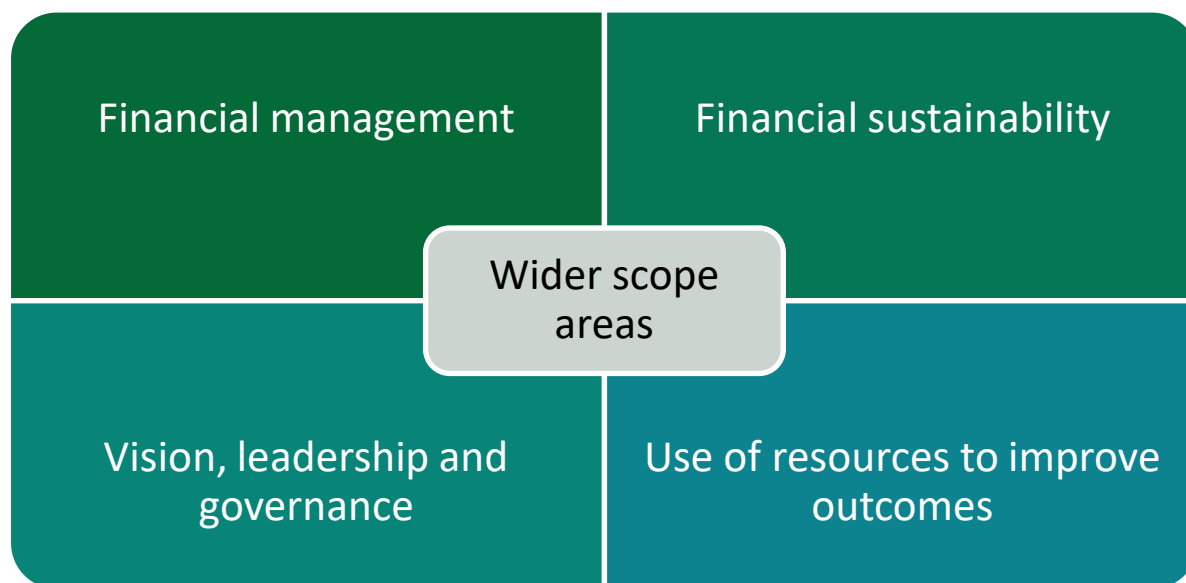 Financial management
Financial sustainability
Wider scope
areas
Vision, leadership and
governance
Use of resources to improve
outcomes